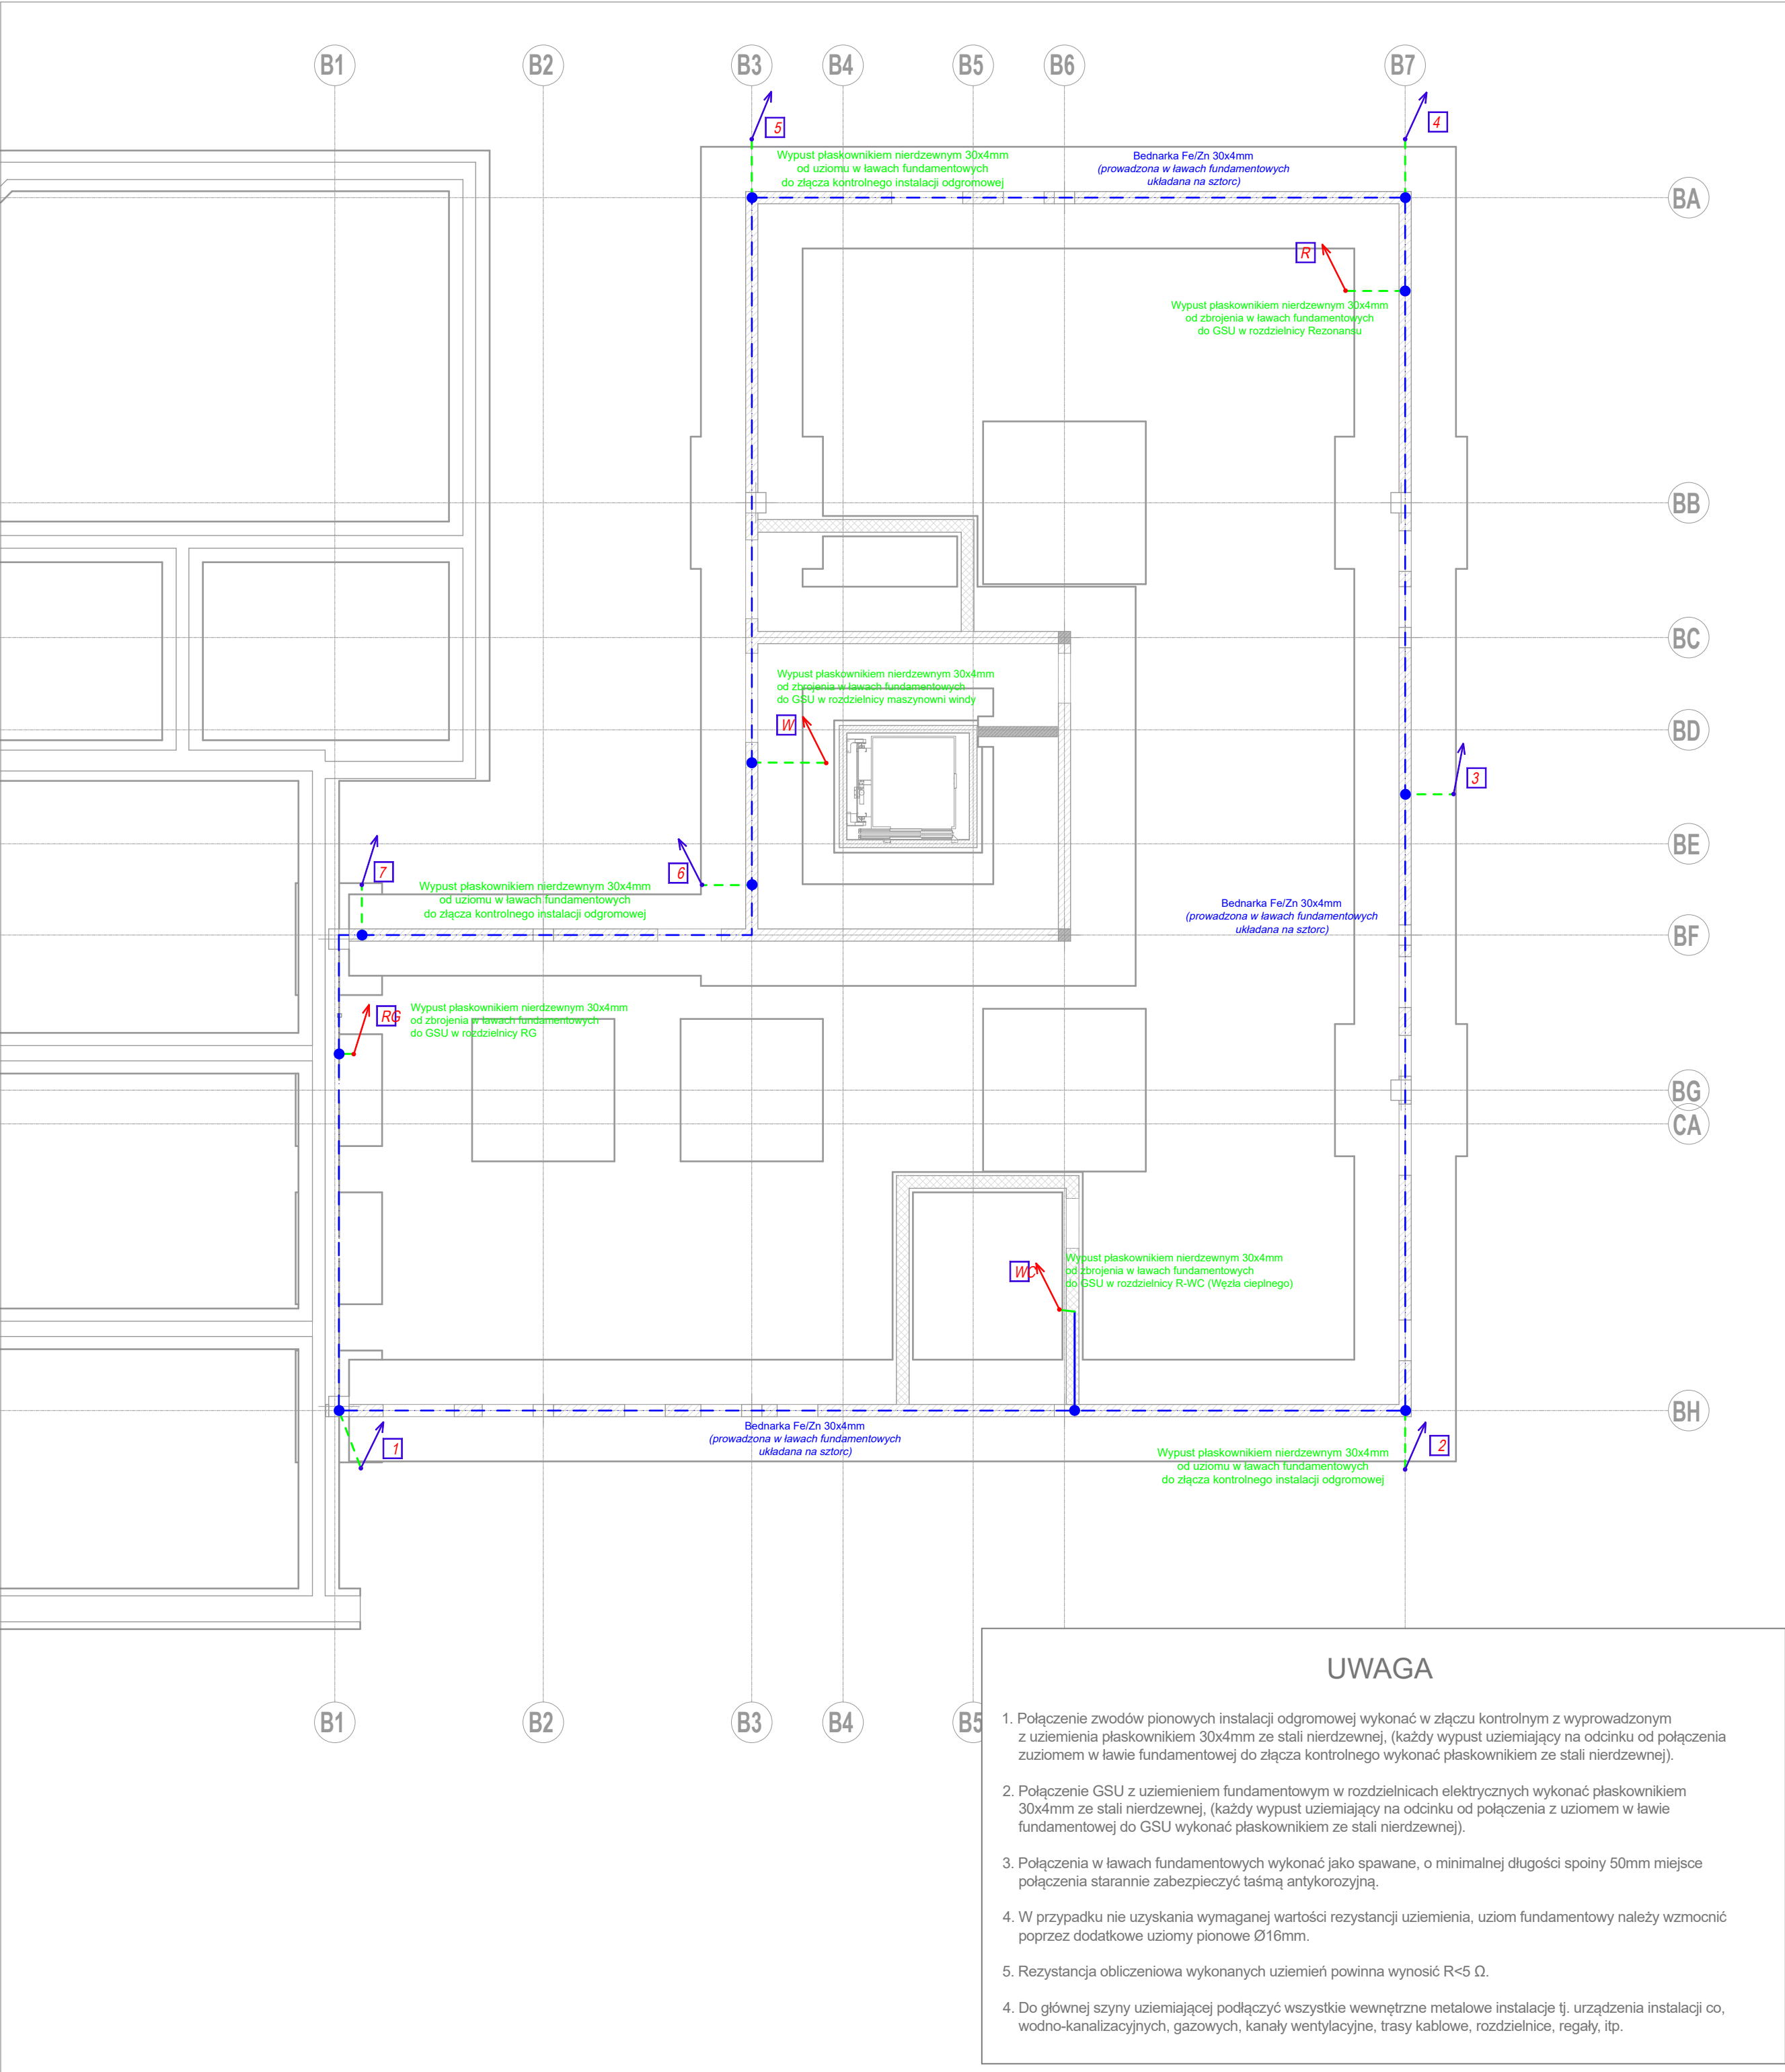 B1 B2 B3 B4 B5 B6 B7
5
4
Wypust płaskownikiem nierdzewnym 30x4mm
od uziomu w ławach fundamentowych
do złącza kontrolnego instalacji odgromowej
Bednarka Fe/Zn 30x4mm
(prowadzona w ławach fundamentowych
układana na sztorc)
BA
R
Wypust płaskownikiem nierdzewnym 30x4mm
od zbrojenia w ławach fundamentowych
do GSU w rozdzielnicy Rezonansu
BB
BC
Wypust płaskownikiem nierdzewnym 30x4mm
od zbrojenia w ławach fundamentowych
do GSU w rozdzielnicy maszynowni windy
W
BD
3
BE
7
6
Wypust płaskownikiem nierdzewnym 30x4mm
od uziomu w ławach fundamentowych
do złącza kontrolnego instalacji odgromowej
Bednarka Fe/Zn 30x4mm
(prowadzona w ławach fundamentowych
układana na sztorc)
BF
RG
Wypust płaskownikiem nierdzewnym 30x4mm
od zbrojenia w ławach fundamentowych
do GSU w rozdzielnicy RG
BG
CA
WC
Wypust płaskownikiem nierdzewnym 30x4mm
od zbrojenia w ławach fundamentowych
do GSU w rozdzielnicy R-WC (Węzła cieplnego)
BH
1
Bednarka Fe/Zn 30x4mm
(prowadzona w ławach fundamentowych
układana na sztorc)
2
Wypust płaskownikiem nierdzewnym 30x4mm
od uziomu w ławach fundamentowych
do złącza kontrolnego instalacji odgromowej
B1 B2 B3 B4 B5
UWAGA
1. Połączenie zwodów pionowych instalacji odgromowej wykonać w złączu kontrolnym z wyprowadzonym
z uziemienia płaskownikiem 30x4mm ze stali nierdzewnej, (każdy wypust uziemiający na odcinku od połączenia
zuziomem w ławie fundamentowej do złącza kontrolnego wykonać płaskownikiem ze stali nierdzewnej).
2. Połączenie GSU z uziemieniem fundamentowym w rozdzielnicach elektrycznych wykonać płaskownikiem
30x4mm ze stali nierdzewnej, (każdy wypust uziemiający na odcinku od połączenia z uziomem w ławie
fundamentowej do GSU wykonać płaskownikiem ze stali nierdzewnej).
3. Połączenia w ławach fundamentowych wykonać jako spawane, o minimalnej długości spoiny 50mm miejsce
połączenia starannie zabezpieczyć taśmą antykorozyjną.
4. W przypadku nie uzyskania wymaganej wartości rezystancji uziemienia, uziom fundamentowy należy wzmocnić
poprzez dodatkowe uziomy pionowe Ø16mm.
5. Rezystancja obliczeniowa wykonanych uziemień powinna wynosić R<5 Ω.
4. Do głównej szyny uziemiającej podłączyć wszystkie wewnętrzne metalowe instalacje tj. urządzenia instalacji co,
wodno-kanalizacyjnych, gazowych, kanały wentylacyjne, trasy kablowe, rozdzielnice, regały, itp.